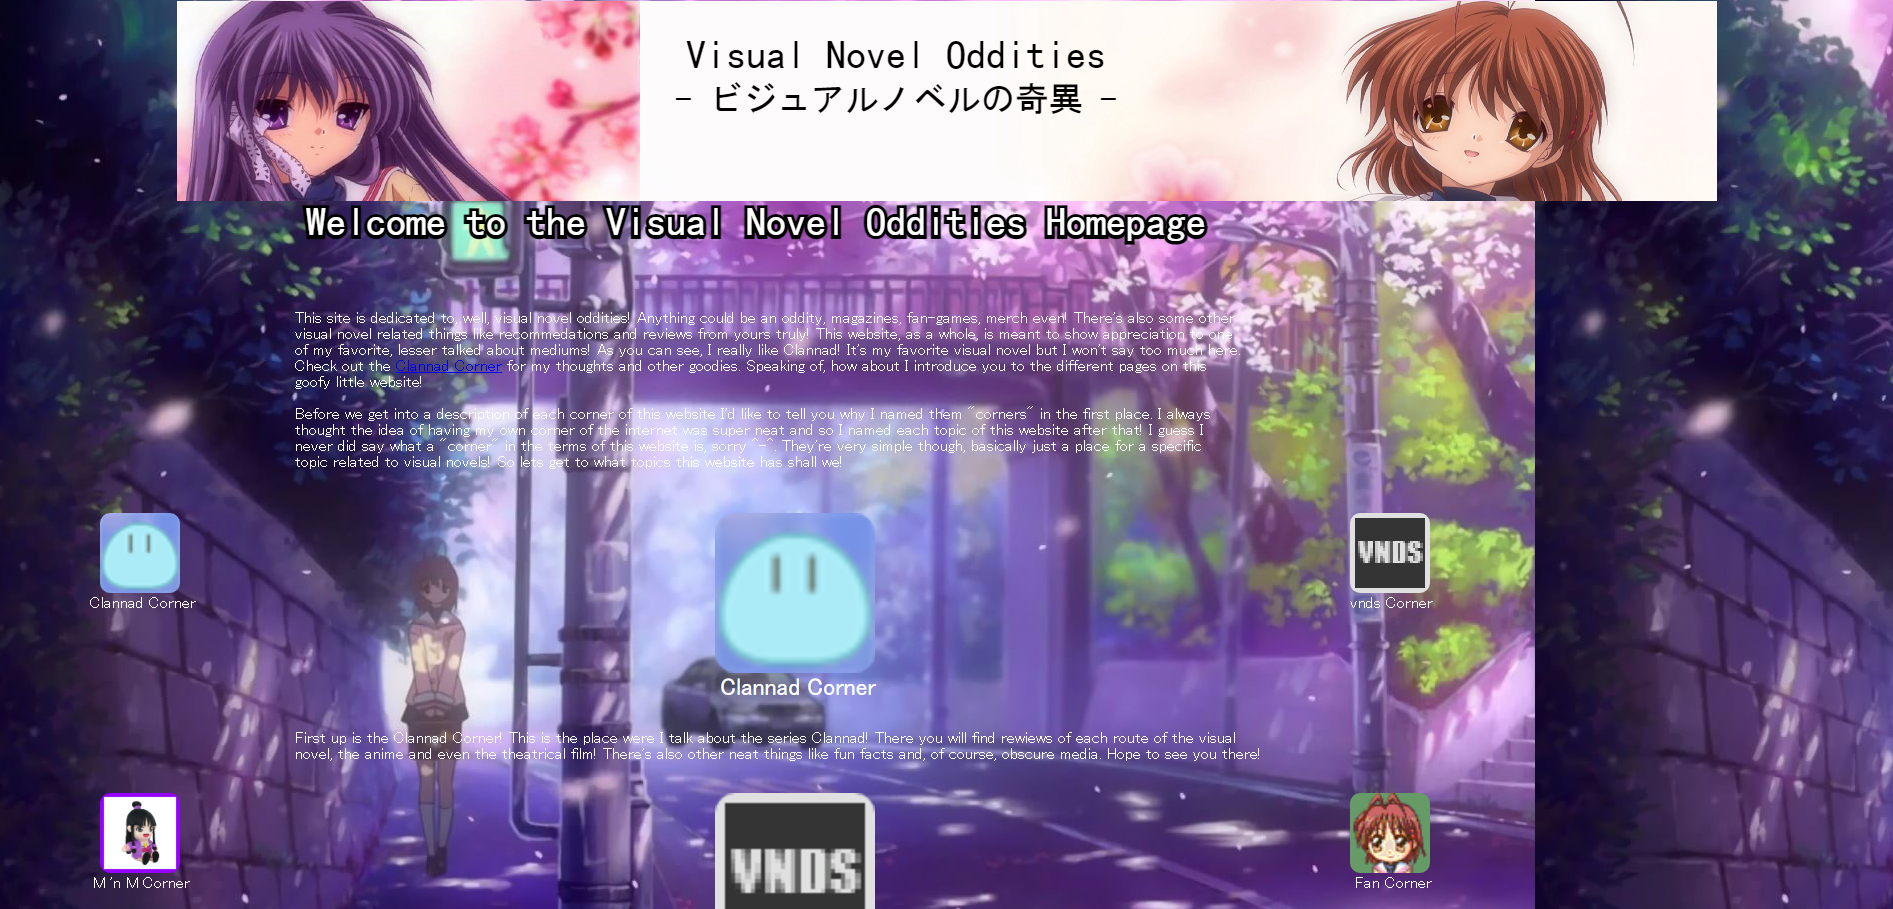 Visual Novel Oddities
- ビジュアルノベルの奇異 -
Welcome to the Visual Novel Oddities Homepage
This site is dedicated to, well, visual novel oddities! Anything could be an oddity, magazines, fan-games, merch even! There's also some other
visual novel related things like recommedations and reviews from yours truly! This website, as a whole, is meant to show appreciation to one
of my favorite, lesser talked about mediums! As you can see, I really like Clannad! It's my favorite visual novel but I won't say too much here.
Check out the Clannad Corner for my thoughts and other goodies. Speaking of, how about I introduce you to the different pages on this
goofy little website!
Before we get into a description of each corner of this website I'd like to tell you why I named them "corners" in the first place. I always
thought the idea of having my own corner of the internet was super neat and so I named each topic of this website after that! I guess I
never did say what a "corner" in the terms of this website is, sorry ^-^. They're very simple though, basically just a place for a specific
topic related to visual novels! So lets get to what topics this website has shall we!
Clannad Corner
Clannad Corner
VNDS
vnds Corner
First up is the Clannad Corner! This is the place were I talk about the series Clannad! There you will find rewiews of each route of the visual
novel, the anime and even the theatrical film! There's also other neat things like fun facts and, of course, obscure media. Hope to see you there!
M 'n M Corner
VNDS
Fan Corner